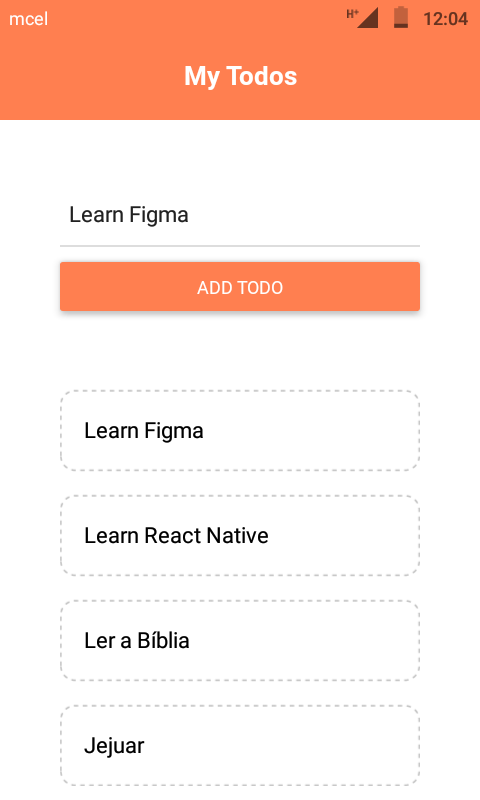 mcel H+ 12:04
My Todos
Learn Figma
ADD TODO
Learn Figma
Learn React Native
Ler a Bíblia
Jejuar